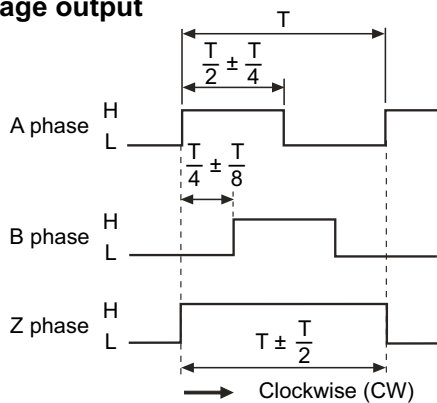 age output
T
T/2 ± T/4
A phase H L
T/4 ± T/8
B phase H L
Z phase H L
T ± T/2
Clockwise (CW)